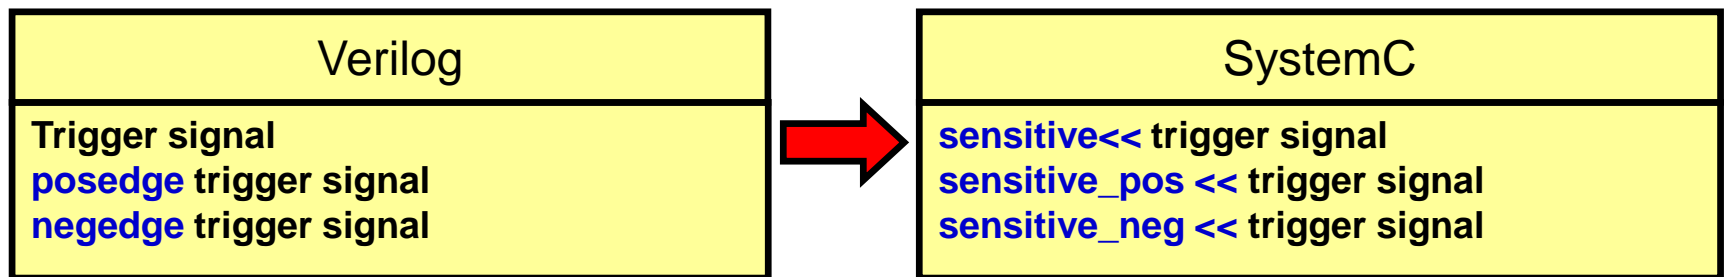 Verilog
Trigger signal
posedge trigger signal
negedge trigger signal
SystemC
sensitive<< trigger signal
sensitive_pos << trigger signal
sensitive_neg << trigger signal